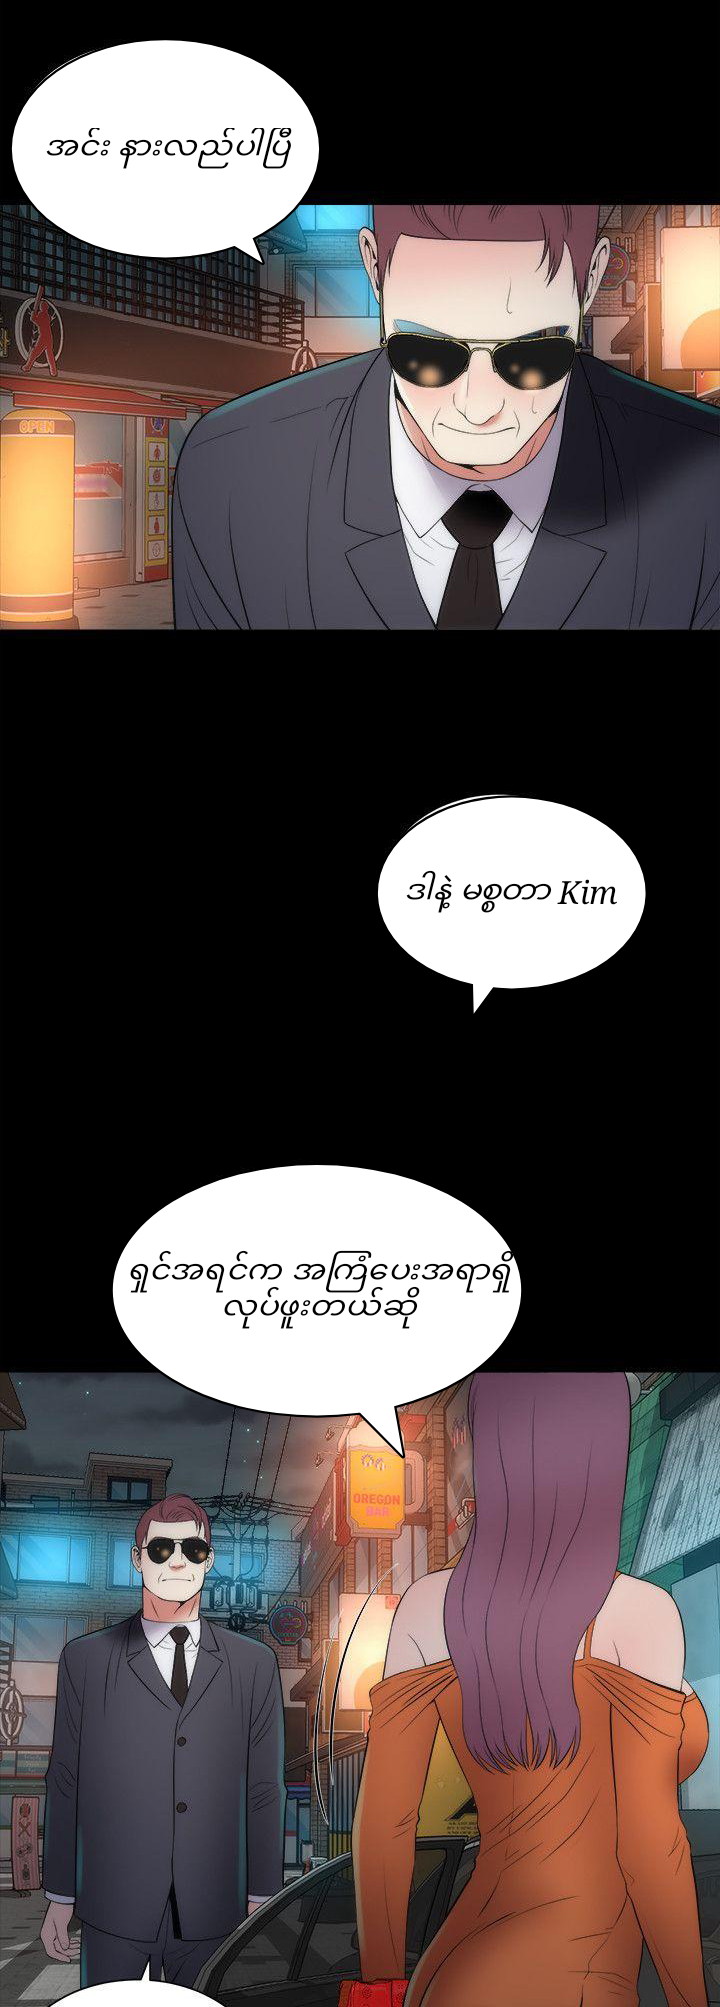 အင်း နားလည်ပါပြီ
OPEN
ဒါနဲ့ မစ္စတာ Kim
ရှင်အရင်က အကြံပေးအရာရှိ
လုပ်ဖူးတယ်ဆို
OREGON
BAR